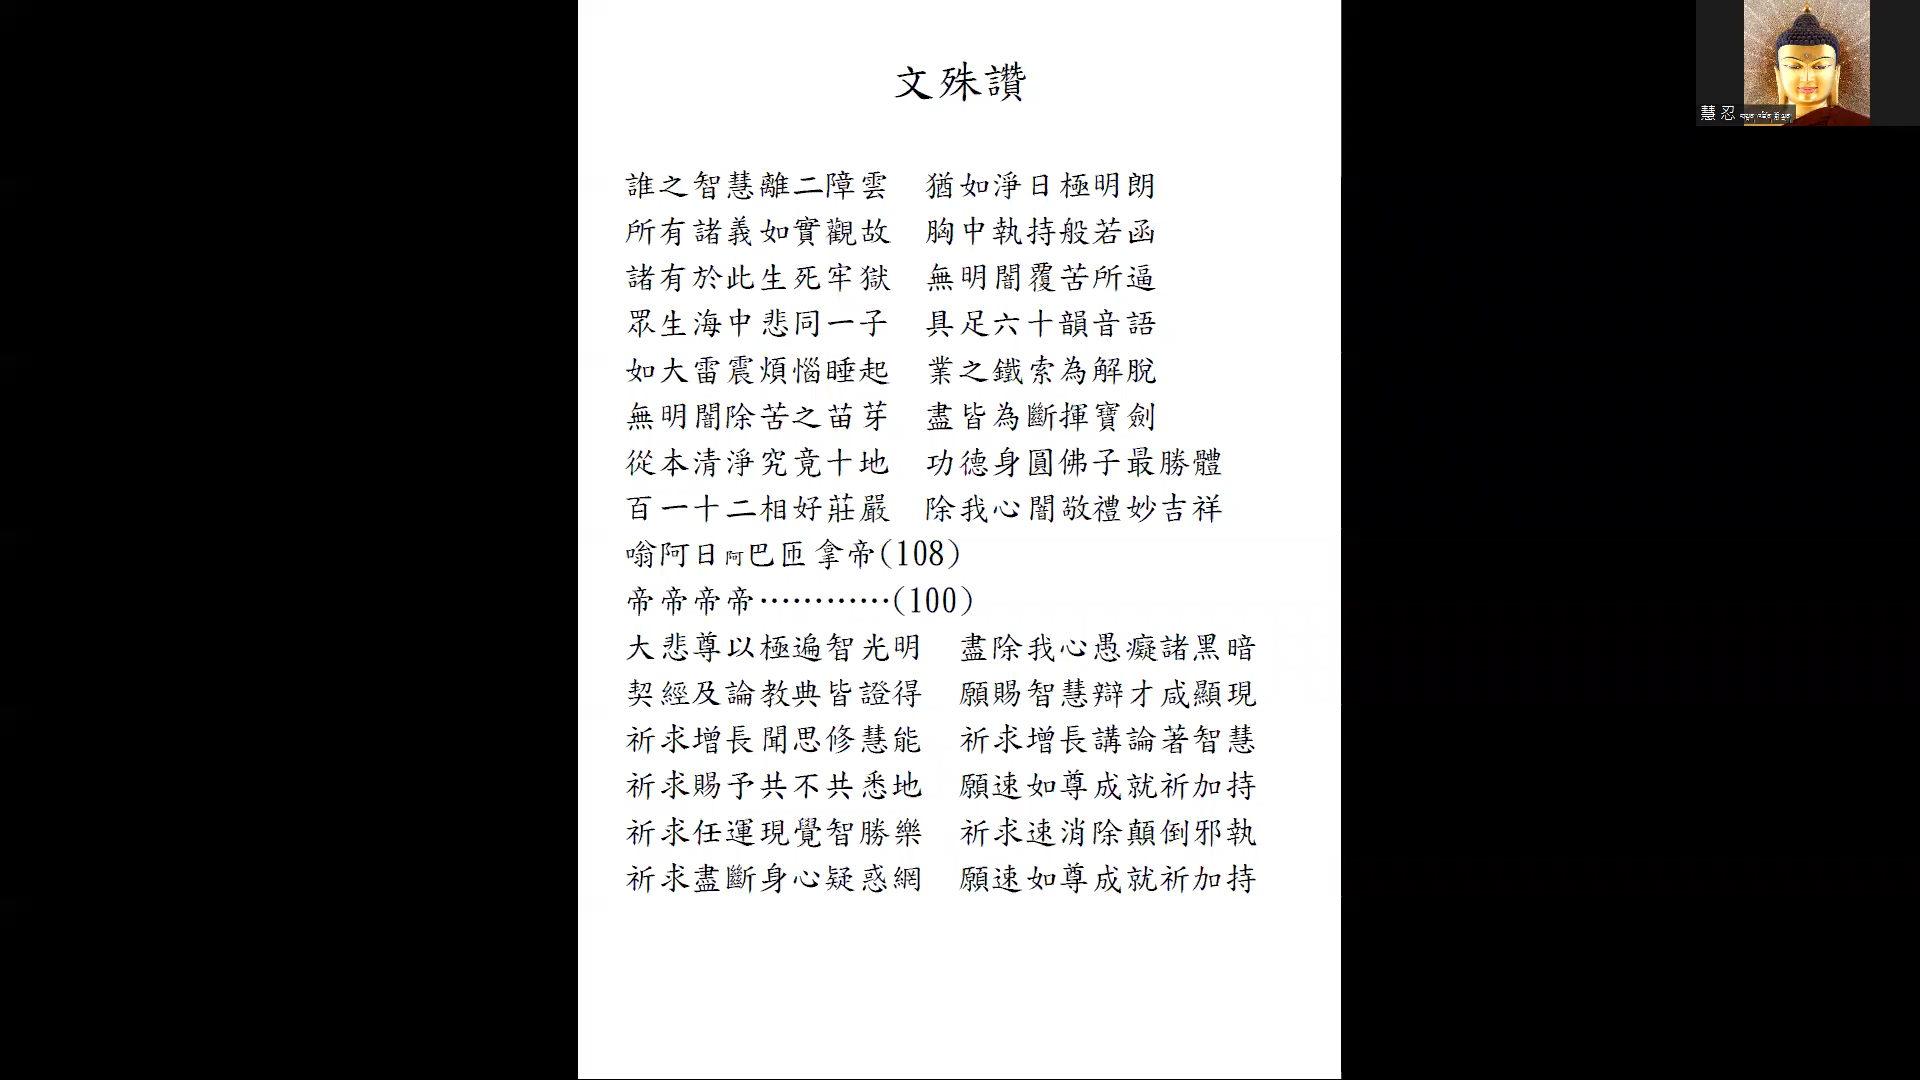 文殊讚
誰之智慧離二障雲　猶如淨日極明朗
所有諸義如實觀故　胸中執持般若函
諸有於此生死牢獄　無明闇覆苦所逼
眾生海中悲同一子　具足六十韻音語
如大雷震煩惱睡起　業之鐵索為解脫
無明闇除苦之苗芽　盡皆為斷揮寶劍
從本清淨究竟十地　功德身圓佛子最勝體
百一十二相好莊嚴　除我心闇敬禮妙吉祥
嗡阿日阿巴匝拿帝(108)
帝帝帝帝…………(100)
大悲尊以極遍智光明　盡除我心愚癡諸黑暗
契經及論教典皆證得　願賜智慧辯才咸顯現
祈求增長聞思修慧能　祈求增長講論著智慧
祈求賜予共不共悉地　願速如尊成就祈加持
祈求任運現覺智勝樂　祈求速消除顛倒邪執
祈求盡斷身心疑惑網　願速如尊成就祈加持
慧忍